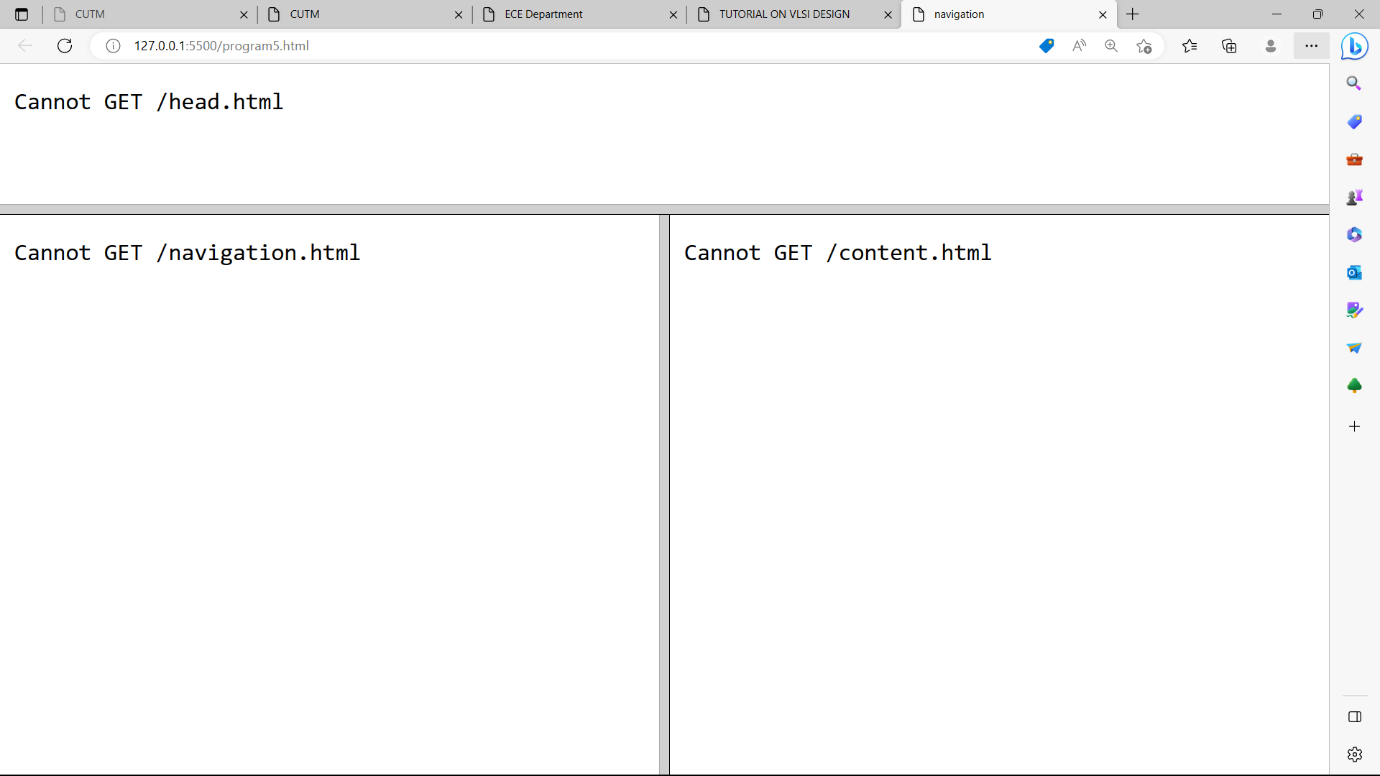 CUTM
CUTM
ECE Department
TUTORIAL ON VLSI DESIGN
navigation
127.0.0.1:5500/program5.html
Cannot GET /head.html
Cannot GET /navigation.html
Cannot GET /content.html